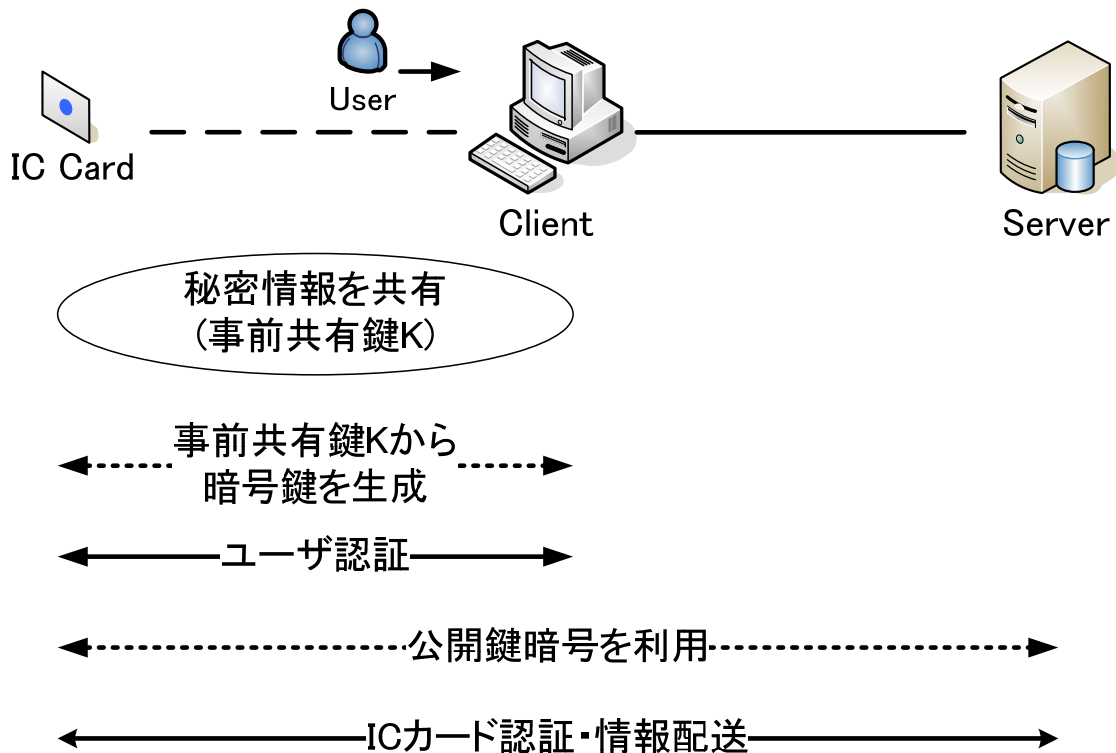 User
IC Card
Client
Server
秘密情報を共有
(事前共有鍵K)
事前共有鍵Kから
暗号鍵を生成
ユーザ認証
公開鍵暗号を利用
ICカード認証・情報配送